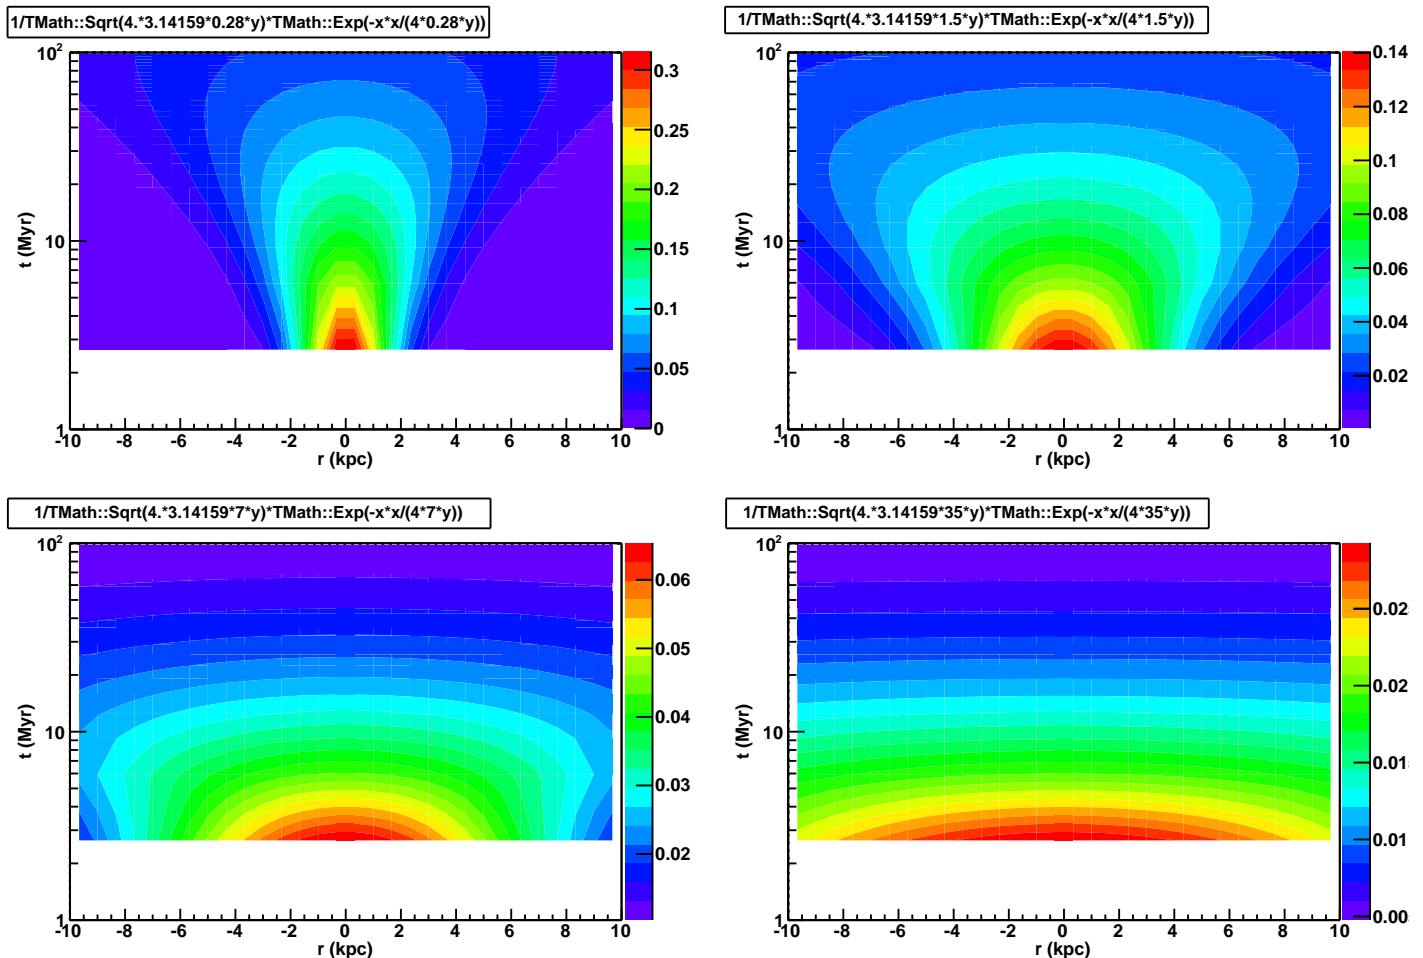 1/TMath::Sqrt(4.*3.14159*0.28*y)*TMath::Exp(-x*x/(4*0.28*y))
10²
10
1
t (Myr)
-10 -8 -6 -4 -2 0 2 4 6 8 10
r (kpc)
0.3
0.25
0.2
0.15
0.1
0.05
0
1/TMath::Sqrt(4.*3.14159*1.5*y)*TMath::Exp(-x*x/(4*1.5*y))
10²
10
1
t (Myr)
-10 -8 -6 -4 -2 0 2 4 6 8 10
r (kpc)
0.14
0.12
0.1
0.08
0.06
0.04
0.02
1/TMath::Sqrt(4.*3.14159*7*y)*TMath::Exp(-x*x/(4*7*y))
10²
10
1
t (Myr)
-10 -8 -6 -4 -2 0 2 4 6 8 10
r (kpc)
0.06
0.05
0.04
0.03
0.02
1/TMath::Sqrt(4.*3.14159*35*y)*TMath::Exp(-x*x/(4*35*y))
10²
10
1
t (Myr)
-10 -8 -6 -4 -2 0 2 4 6 8 10
r (kpc)
0.02
0.02
0.01
0.01
0.00